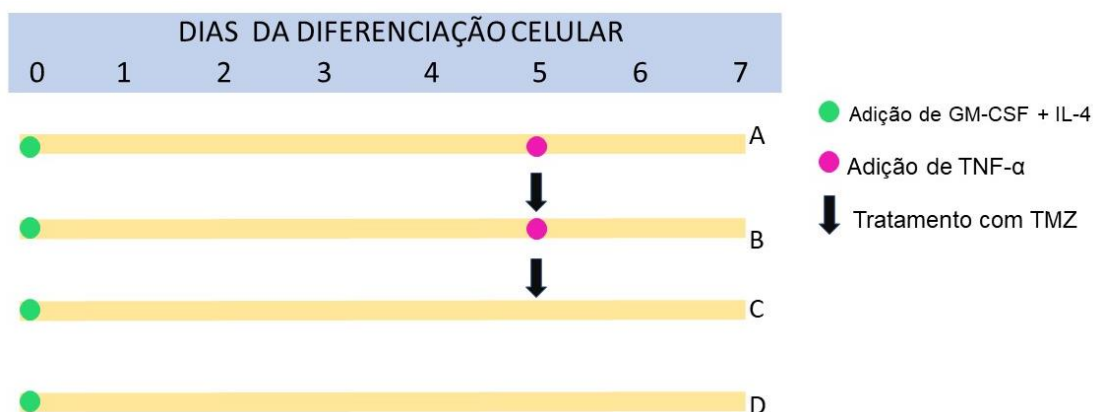 DIAS DA DIFERENCIAÇÃO CELULAR
0 1 2 3 4 5 6 7
A
B
C
D
Adição de GM-CSF + IL-4
Adição de TNF-α
Tratamento com TMZ